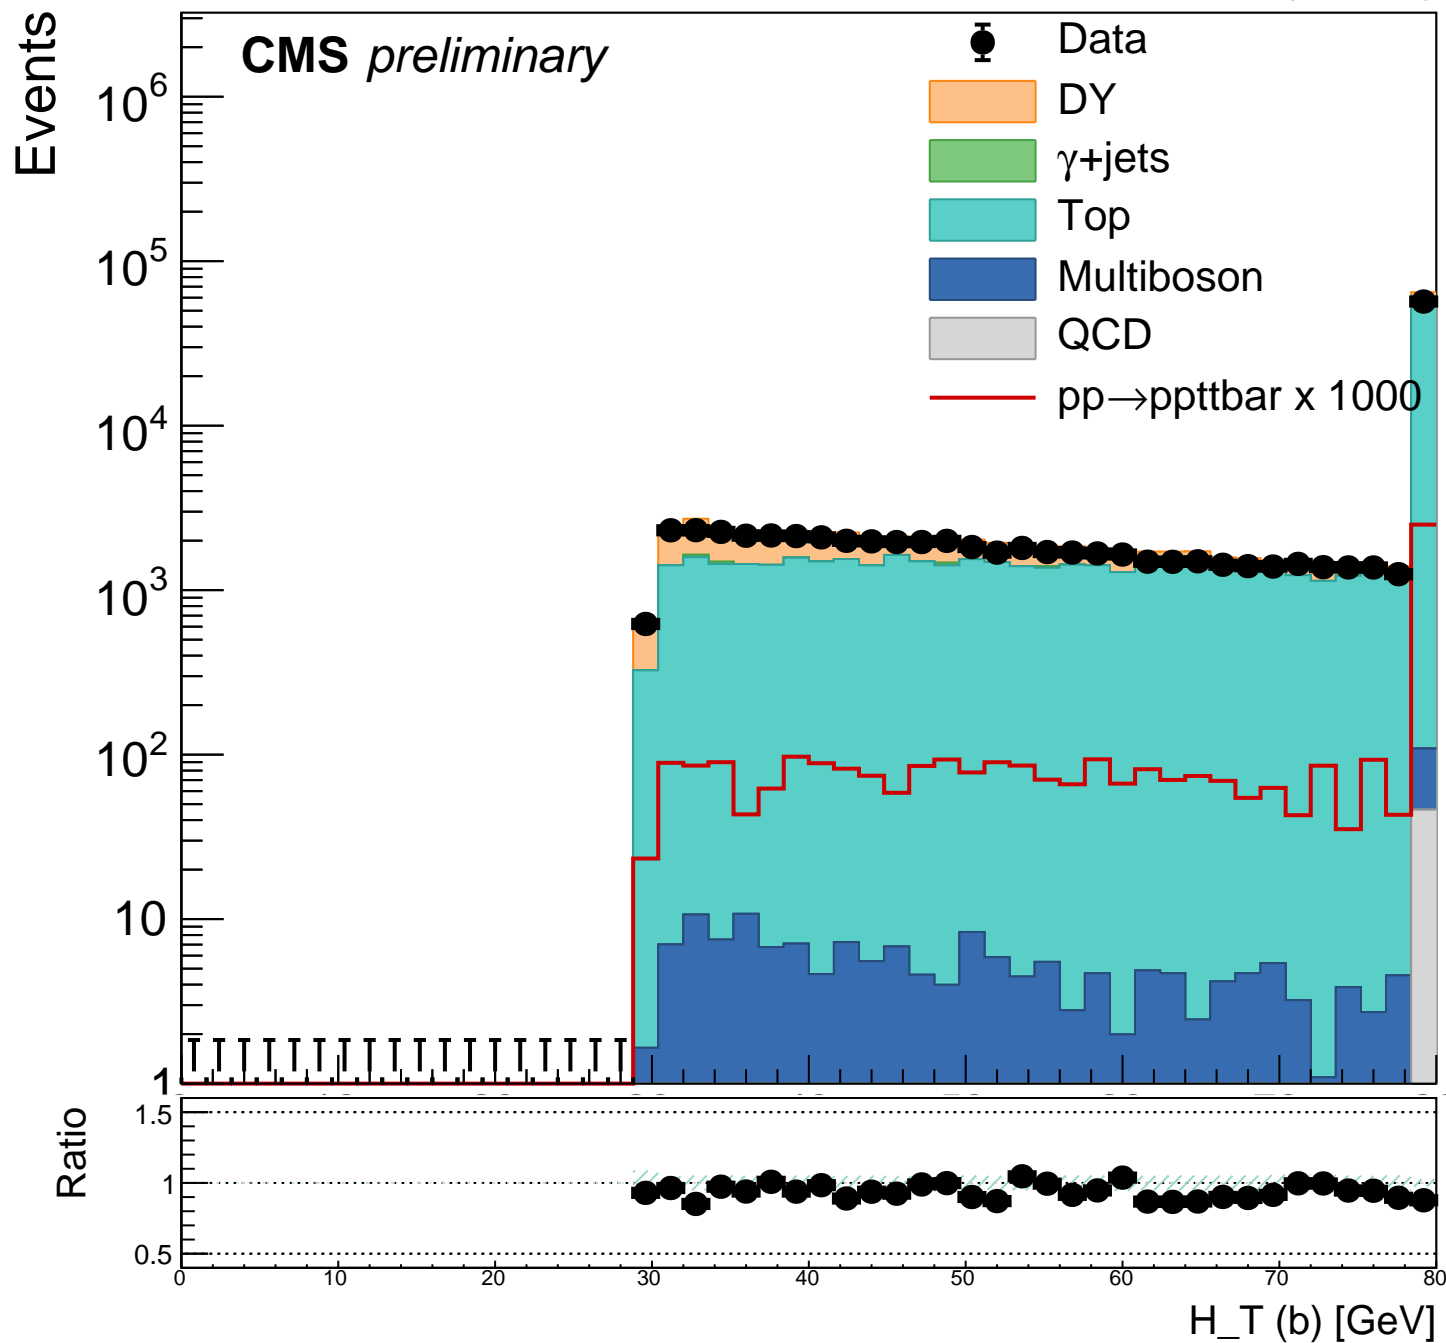 CMS preliminary
Events
10^6
10^5
10^4
10^3
10^2
10
1
Data
DY
γ+jets
Top
Multiboson
QCD
pp→ppttbar x 1000
Ratio
1.5
1
0.5
0 10 20 30 40 50 60 70 80
H_T (b) [GeV]